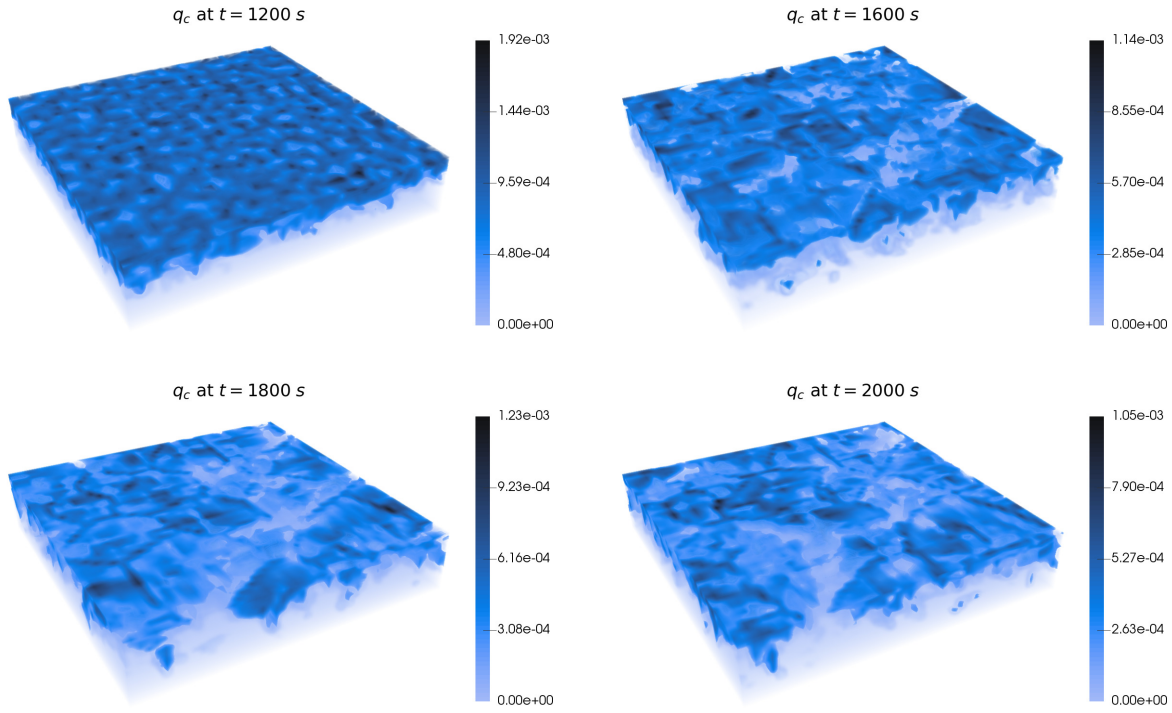 q_c at t = 1200 s
1.92e-03
1.44e-03
9.59e-04
4.80e-04
0.00e+00
q_c at t = 1600 s
1.14e-03
8.55e-04
5.70e-04
2.85e-04
0.00e+00
q_c at t = 1800 s
1.23e-03
9.23e-04
6.16e-04
3.08e-04
0.00e+00
q_c at t = 2000 s
1.05e-03
7.90e-04
5.27e-04
2.63e-04
0.00e+00